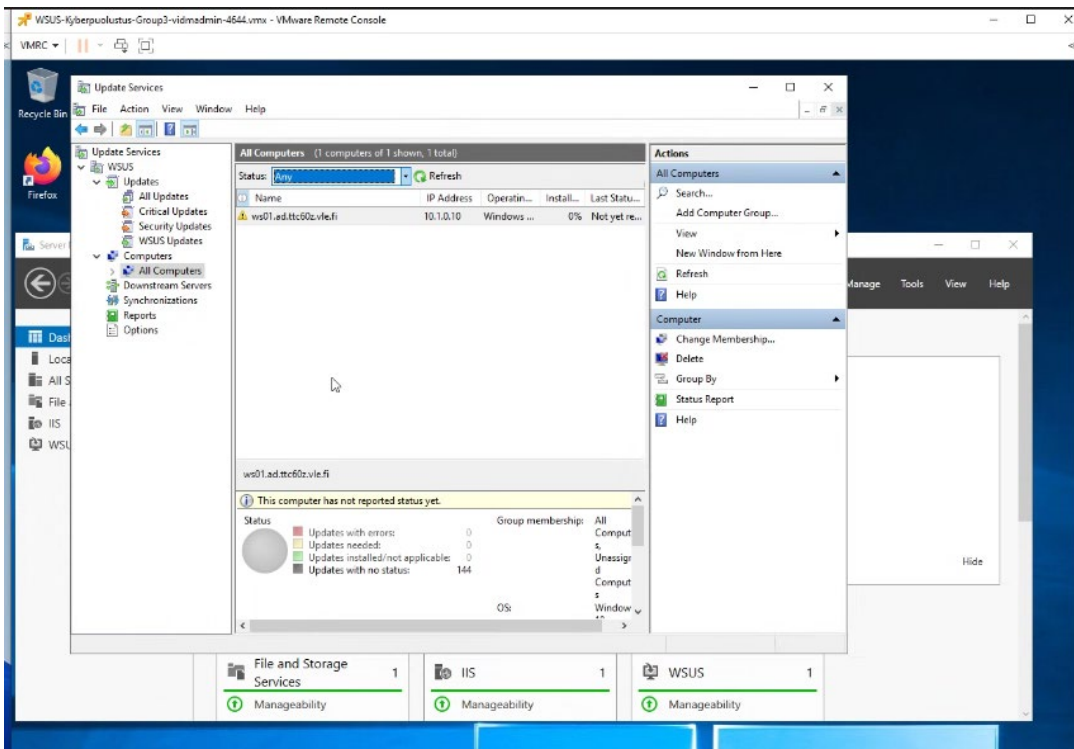 WSUS-Kyberpuolustus-Group3-vidmadmin-4644.vmx - VMware Remote Console
VMRC
Recycle Bin
Firefox
Update Services
File Action View Window Help
Update Services
WSUS
Updates
All Updates
Critical Updates
Security Updates
WSUS Updates
Computers
All Computers
Downstream Servers
Synchronizations
Reports
Options
All Computers (1 computers of 1 shown, 1 total)
Status: Any Refresh
Name IP Address Operatin... Install... Last Statu...
ws01.ad.ttc60z.vle.fi 10.1.0.10 Windows ... 0% Not yet re...
ws01.ad.ttc60z.vle.fi
This computer has not reported status yet.
Status
Updates with errors: 0
Updates needed: 0
Updates installed/not applicable: 0
Updates with no status: 144
Group membership: All
Comput
s,
Unassigr
d
Comput
s
OS: Window
Actions
All Computers
Search...
Add Computer Group...
View
New Window from Here
Refresh
Help
Computer
Change Membership...
Delete
Group By
Status Report
Help
Server
Manage Tools View Help
Dash
Loca
All S
File
IIS
WSU
Hide
File and Storage
Services 1
Manageability
IIS 1
Manageability
WSUS 1
Manageability